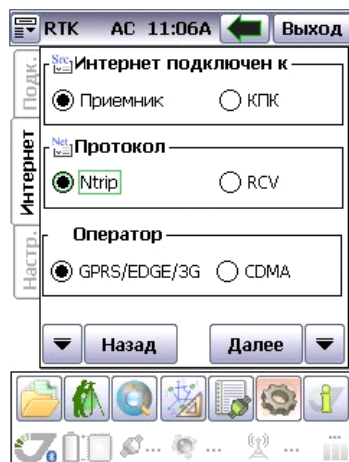 RTK AC 11:06A Выход
Подк.
Интернет
Настр.
Src Интернет подключен к
Приемник КПК
Net Протокол
Ntrip RCV
Оператор
GPRS/EDGE/3G CDMA
Назад Далее
... ... ...